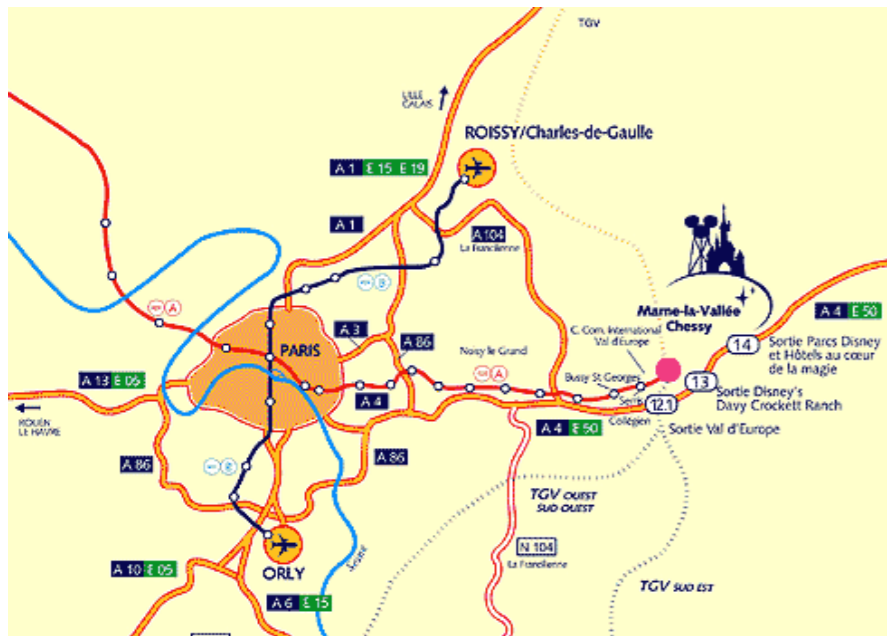 TGV
LILLE
CALAIS
ROISSY/Charles-de-Gaulle
A 1 E 15 E 19
A 1
A 104
La Francilienne
RER B
RER A
Marne-la-Vallée
Chessy
A 4 E 50
C. Com. International
Val d'Europe
14
Sortie Parcs Disney
et Hôtels au cœur
de la magie
A 3
A 86
PARIS
Noisy le Grand
RER A
Bussy St Georges
13
Sortie Disney's
Davy Crockett Ranch
A 13 E 05
A 4
Serris
12.1
ROUEN
LE HAVRE
Collégien
A 4 E 50
Sortie Val d'Europe
A 86
RER B
A 86
TGV OUEST
SUD OUEST
N 104
La Francilienne
Seine
A 10 E 05
ORLY
TGV SUD EST
A 6 E 15